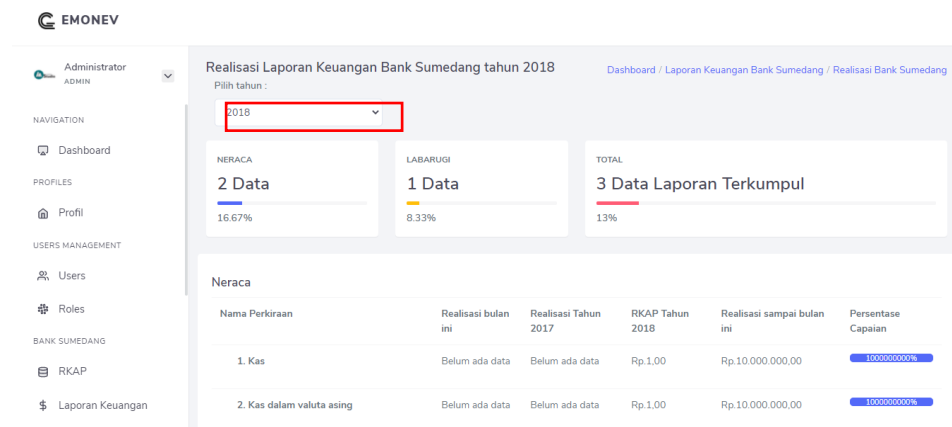 EMONEV
Administrator
ADMIN
NAVIGATION
Dashboard
PROFILES
Profil
USERS MANAGEMENT
Users
Roles
BANK SUMEDANG
RKAP
Laporan Keuangan
Realisasi Laporan Keuangan Bank Sumedang tahun 2018
Dashboard / Laporan Keuangan Bank Sumedang / Realisasi Bank Sumedang
Pilih tahun :
2018
NERACA
2 Data
16.67%
LABARUGI
1 Data
8.33%
TOTAL
3 Data Laporan Terkumpul
13%
Neraca
Nama Perkiraan Realisasi bulan ini Realisasi Tahun 2017 RKAP Tahun 2018 Realisasi sampai bulan ini Persentase Capaian
1. Kas Belum ada data Belum ada data Rp.1,00 Rp.10.000.000,00 1000000000%
2. Kas dalam valuta asing Belum ada data Belum ada data Rp.1,00 Rp.10.000.000,00 1000000000%